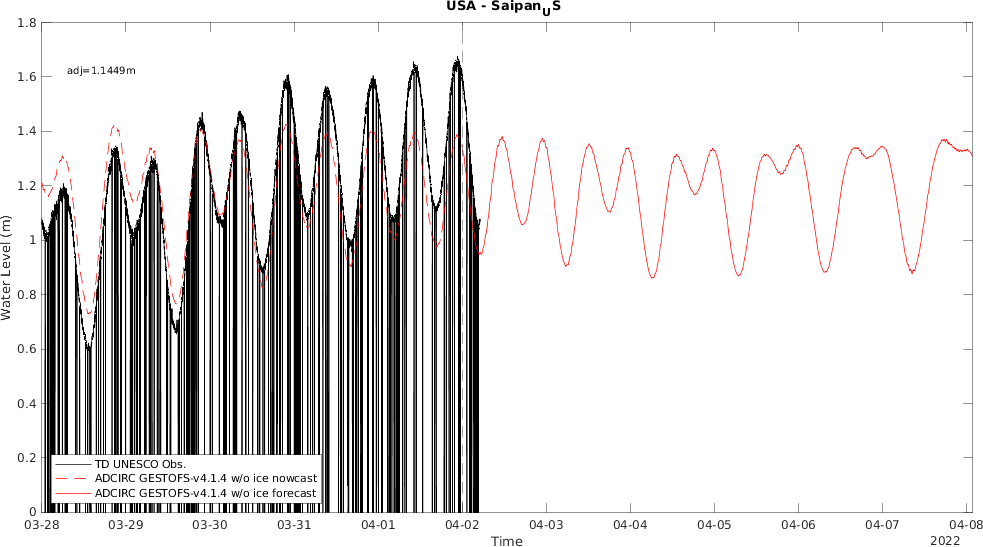 USA - SaipanUS
1.8
1.6
1.4
1.2
1
0.8
0.6
0.4
0.2
0
Water Level (m)
adj=1.1449m
TD UNESCO Obs.
ADCIRC GESTOFS-v4.1.4 w/o ice nowcast
ADCIRC GESTOFS-v4.1.4 w/o ice forecast
03-28 03-29 03-30 03-31 04-01 04-02 04-03 04-04 04-05 04-06 04-07 04-08
Time
2022